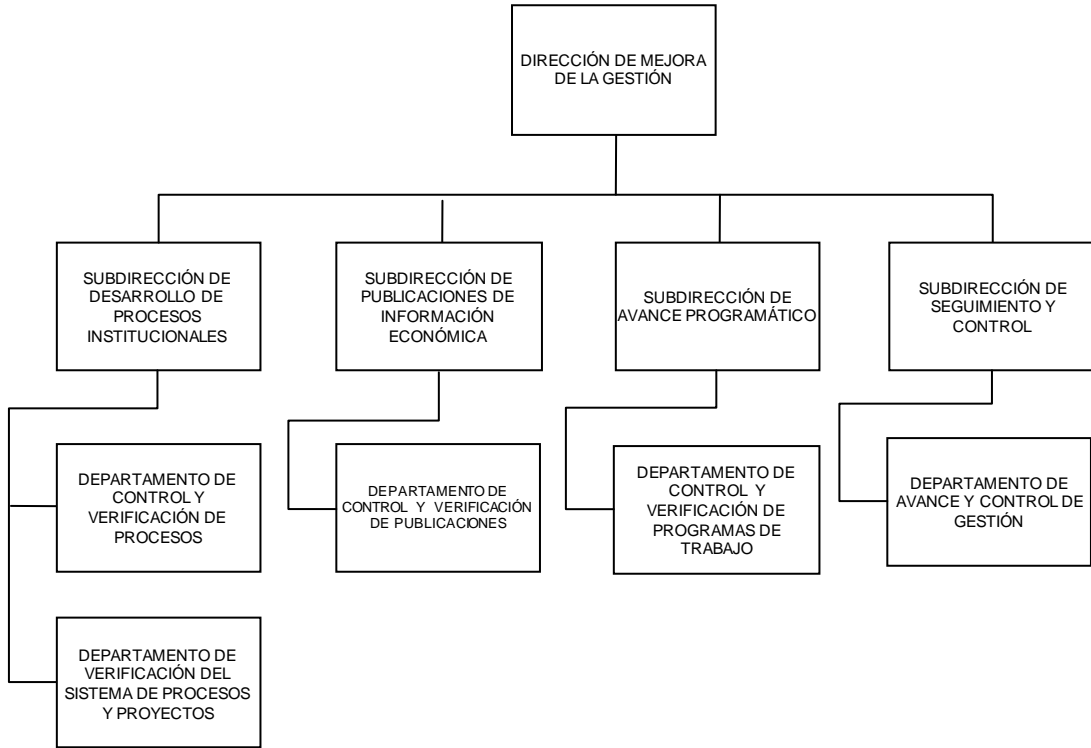 DIRECCIÓN DE MEJORA
DE LA GESTIÓN
SUBDIRECCIÓN DE
DESARROLLO DE
PROCESOS
INSTITUCIONALES
SUBDIRECCIÓN DE
PUBLICACIONES DE
INFORMACIÓN
ECONÓMICA
SUBDIRECCIÓN DE
AVANCE PROGRAMÁTICO
SUBDIRECCIÓN DE
SEGUIMIENTO Y
CONTROL
DEPARTAMENTO DE
CONTROL Y
VERIFICACIÓN DE
PROCESOS
DEPARTAMENTO DE
CONTROL Y VERIFICACIÓN
DE PUBLICACIONES
DEPARTAMENTO DE
CONTROL Y
VERIFICACIÓN DE
PROGRAMAS DE
TRABAJO
DEPARTAMENTO DE
AVANCE Y CONTROL DE
GESTIÓN
DEPARTAMENTO DE
VERIFICACIÓN DEL
SISTEMA DE PROCESOS
Y PROYECTOS